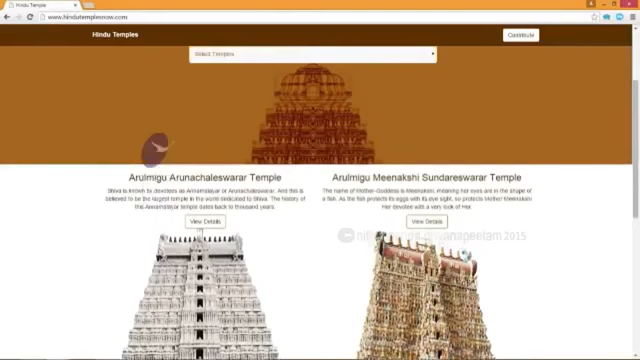 Hindu Temple
www.hindutemplesnow.com
Hindu Temples
Contribute
Select Temples
Arulmigu Arunachaleswarar Temple
Shiva is known by devotees as Annamalaiyar or Arunachaleswarar. And this is
believed to be the largest temple in the world dedicated to Shiva. The history
of this Annamalaiyar temple dates back to thousand years.
View Details
Arulmigu Meenakshi Sundareswarar Temple
The name of Mother-Goddess is Meenakshi, meaning her eyes are in the shape of
a fish. As the fish protects its eggs with its eye sight, so protects Mother Meenakshi
her devotee with a very look of Her.
View Details
2015